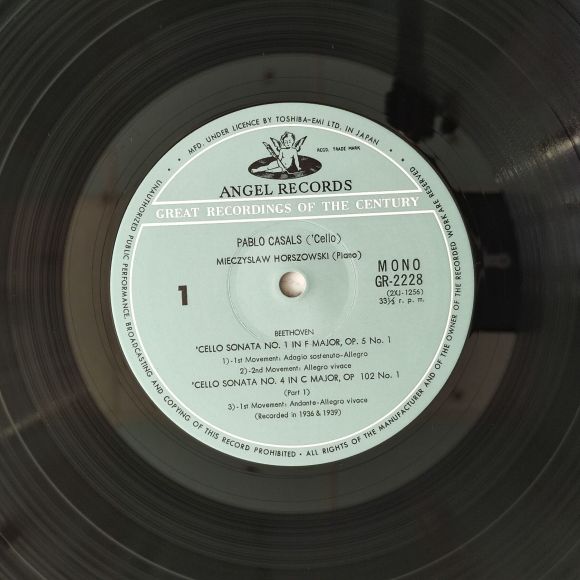 • MFD. UNDER LICENCE BY TOSHIBA-EMI LTD. IN JAPAN •
REGD. TRADE MARK
ANGEL RECORDS
GREAT RECORDINGS OF THE CENTURY
PABLO CASALS ('Cello)
MIECZYSLAW HORSZOWSKI (Piano)
MONO
GR-2228
(2XJ-1256)
33⅓ r. p. m.
1
BEETHOVEN
'CELLO SONATA NO. 1 IN F MAJOR, OP. 5 No. 1
1)-1st Movement: Adagio sostenuto-Allegro
2)-2nd Movement: Allegro vivace
'CELLO SONATA NO. 4 IN C MAJOR, OP 102 No. 1
(Part 1)
3)-1st Movement: Andante-Allegro vivace
(Recorded in 1936 & 1939)
UNAUTHORIZED PUBLIC PERFORMANCE, BROADCASTING AND COPYING OF THIS RECORD PROHIBITED • ALL RIGHTS OF THE MANUFACTURER AND OF THE OWNER OF THE RECORDED WORK ARE RESERVED